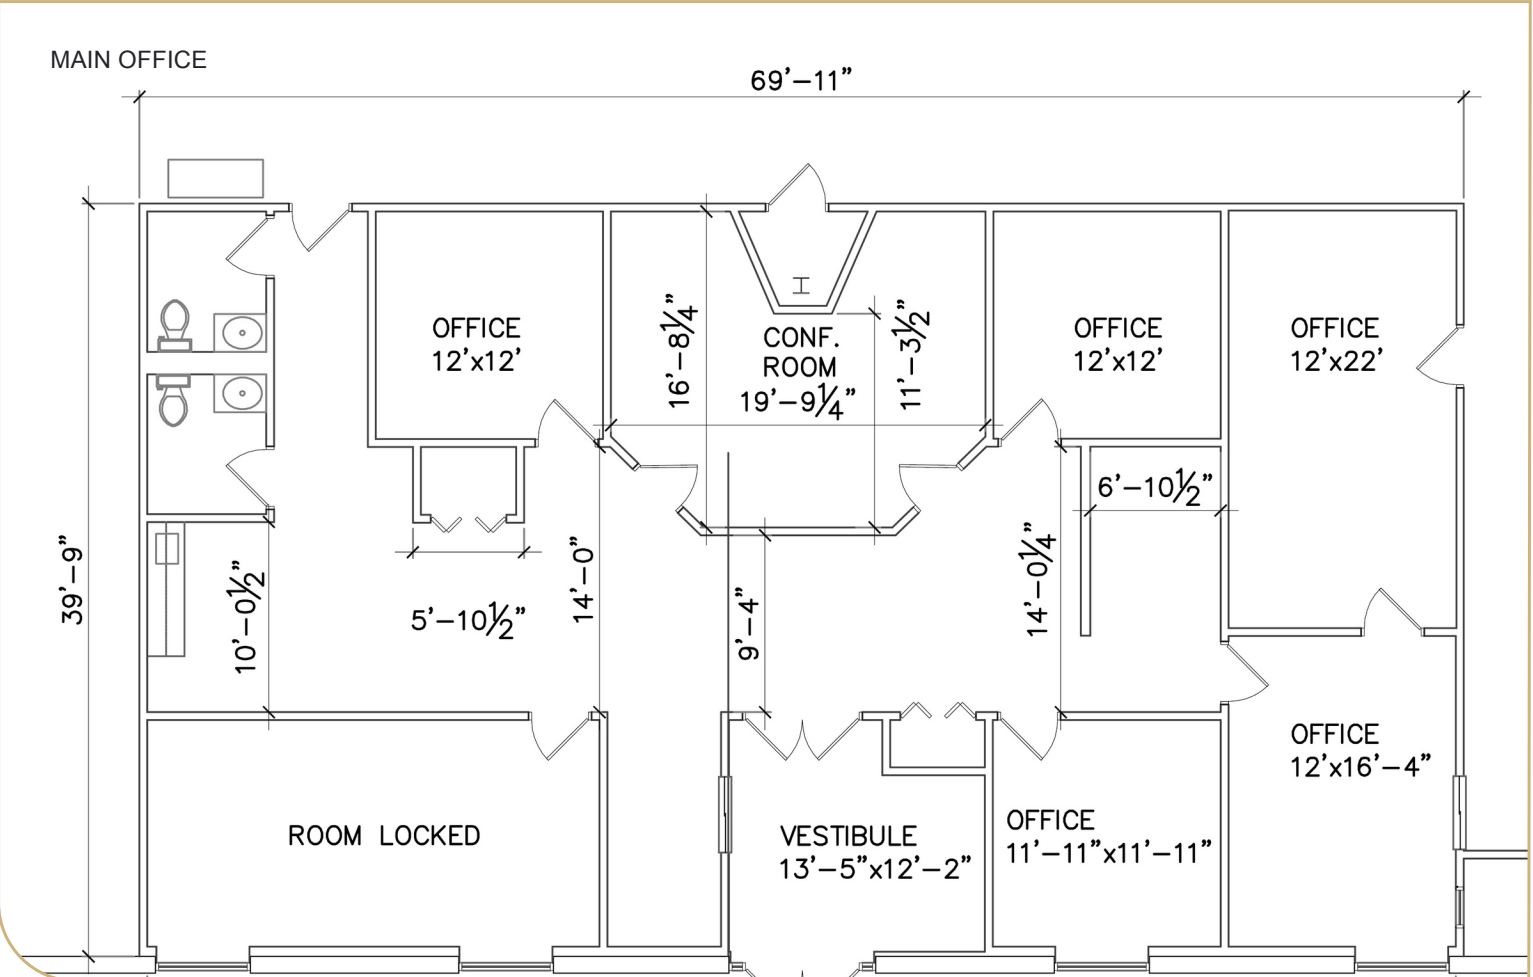 MAIN OFFICE
69'-11"
39'-9"
OFFICE
12'x12'
16'-8¼"
CONF.
ROOM
19'-9¼"
11'-3½"
OFFICE
12'x12'
OFFICE
12'x22'
6'-10½"
10'-0½"
5'-10½"
14'-0"
9'-4"
14'-0¼"
OFFICE
12'x16'-4"
ROOM LOCKED
VESTIBULE
13'-5"x12'-2"
OFFICE
11'-11"x11'-11"